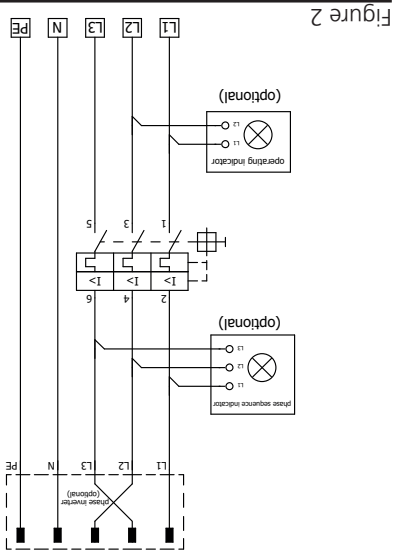 phase inverter
(optional)
L1 L2 L3 N PE
phase sequence indicator
L1
L2
L3
(optional)
2 4 6
I> I> I>
1 3 5
operating indicator
L1
L2
(optional)
L1 L2 L3 N PE
Figure 2